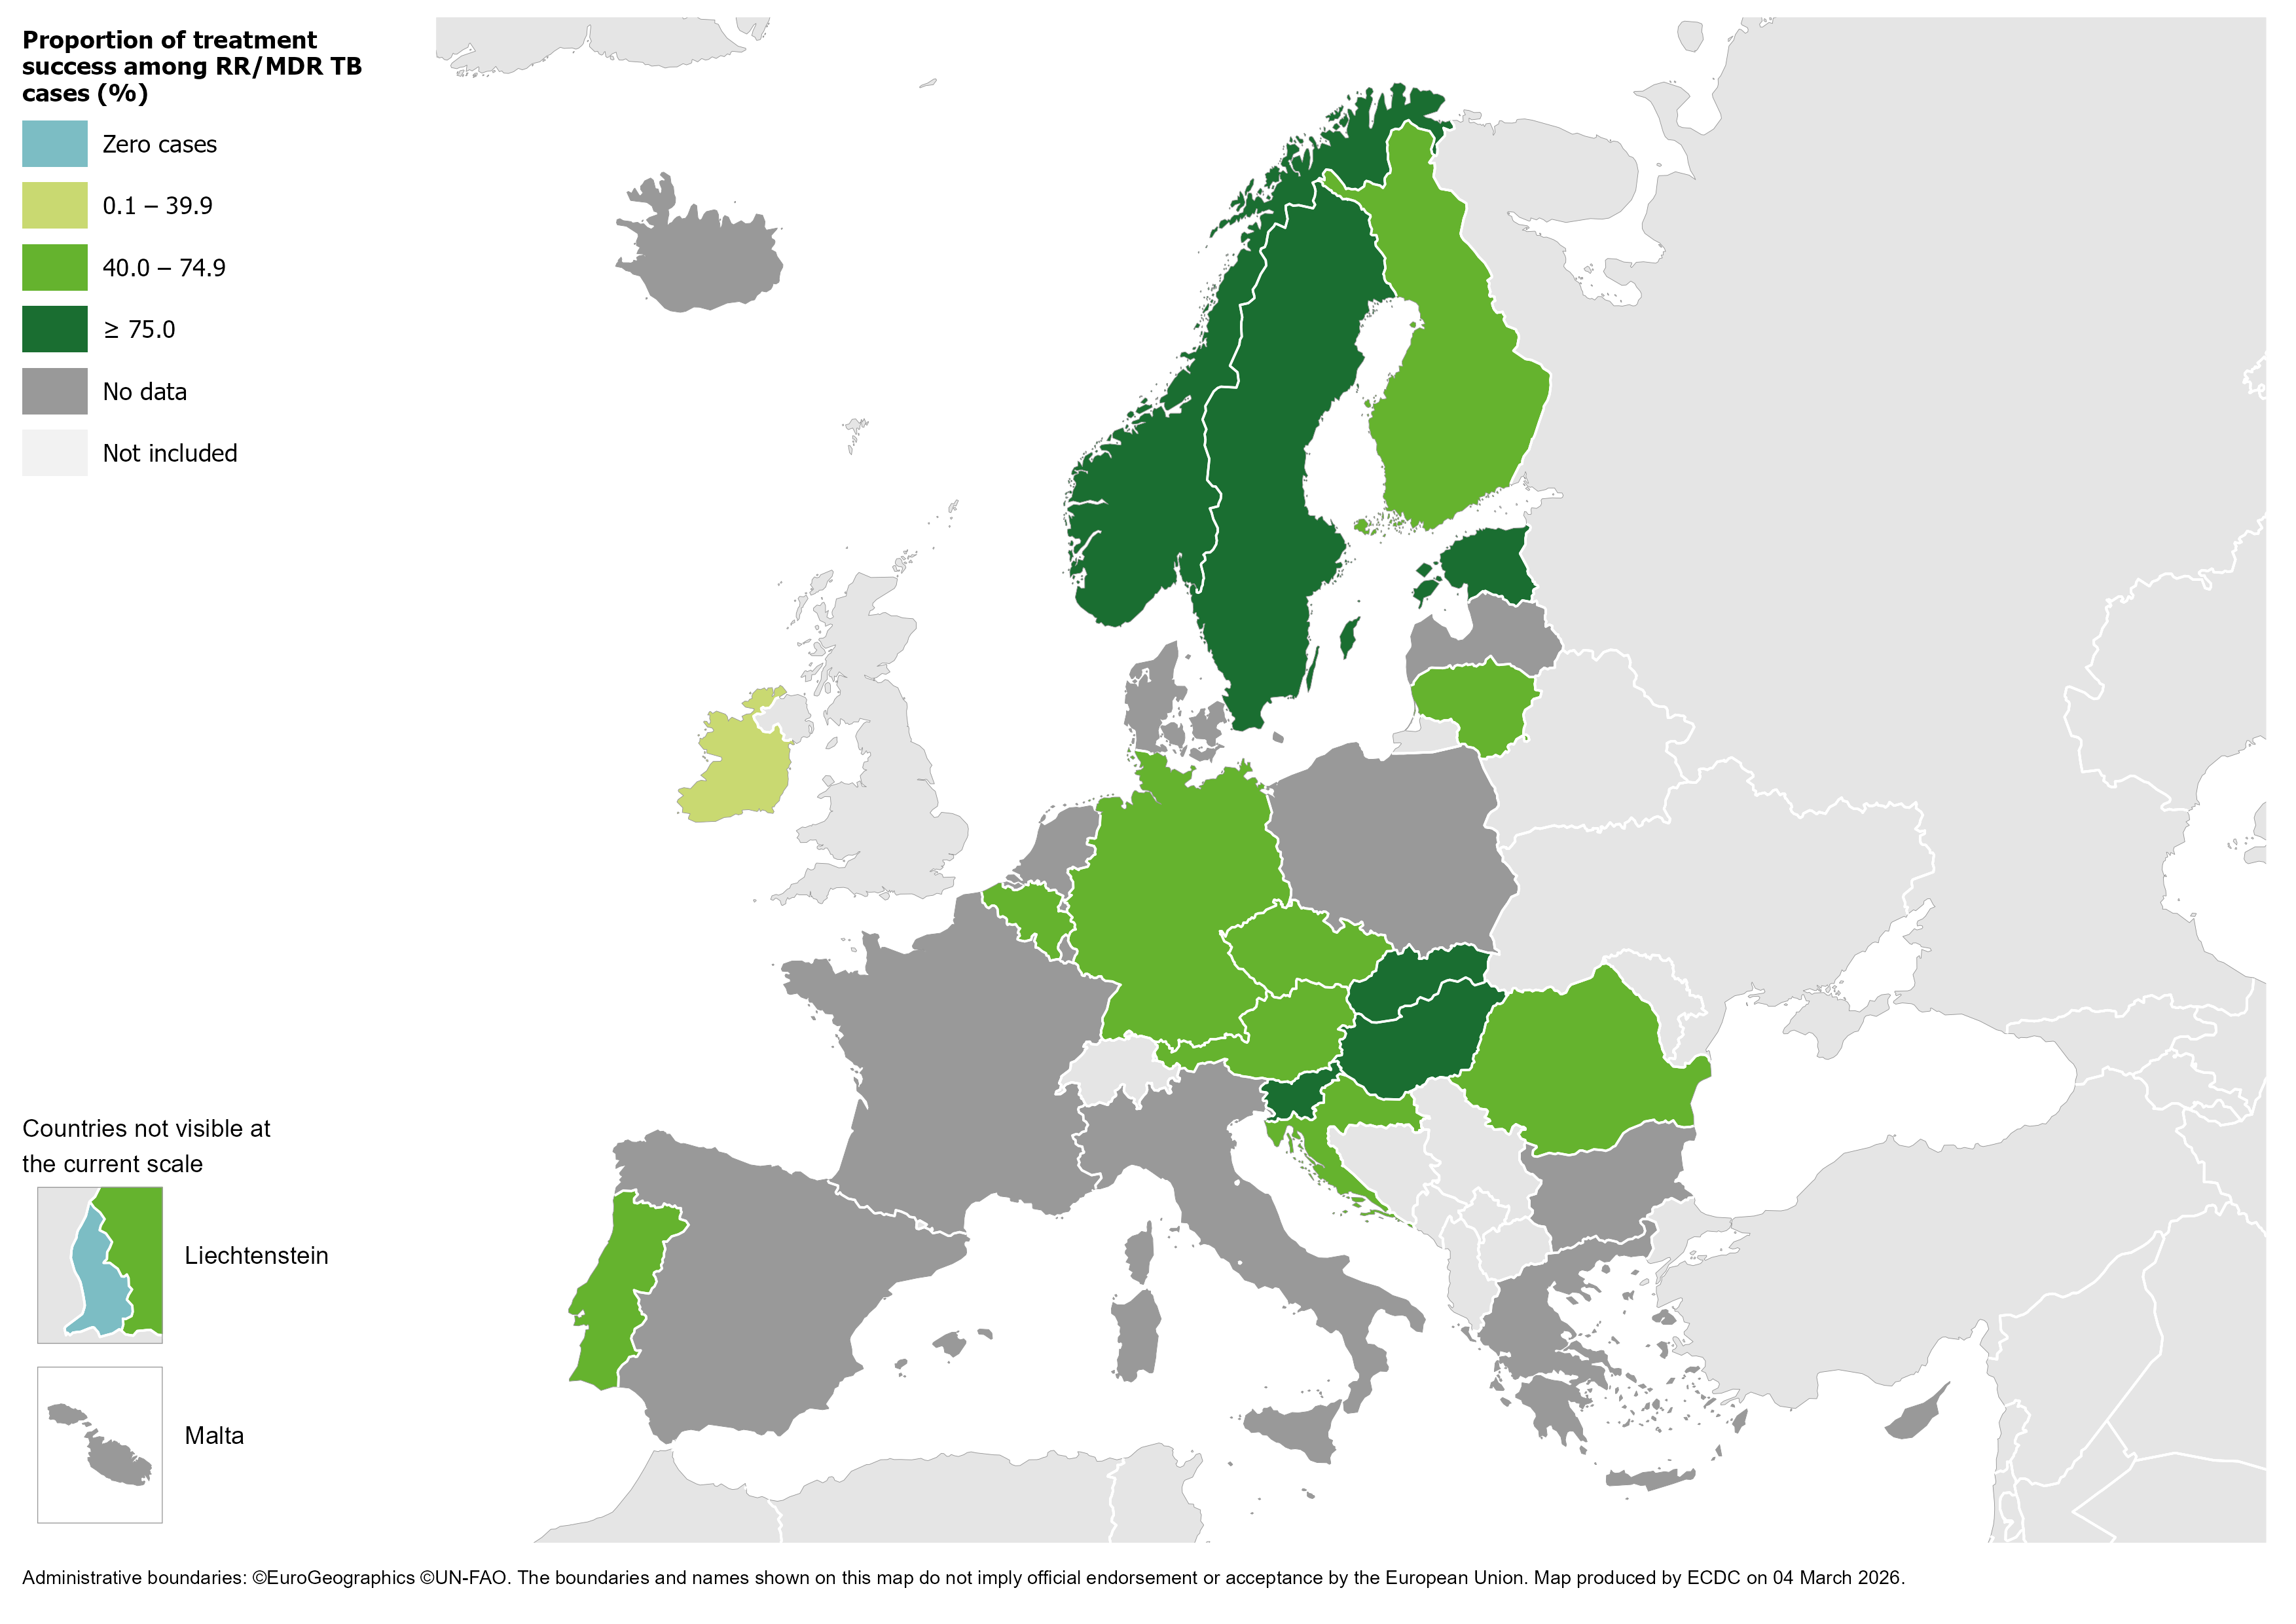 Proportion of treatment
success among RR/MDR TB
cases (%)
Zero cases
0.1 – 39.9
40.0 – 74.9
≥ 75.0
No data
Not included
Countries not visible at
the current scale
Liechtenstein
Malta
Administrative boundaries: ©EuroGeographics ©UN-FAO. The boundaries and names shown on this map do not imply official endorsement or acceptance by the European Union. Map produced by ECDC on 04 March 2026.